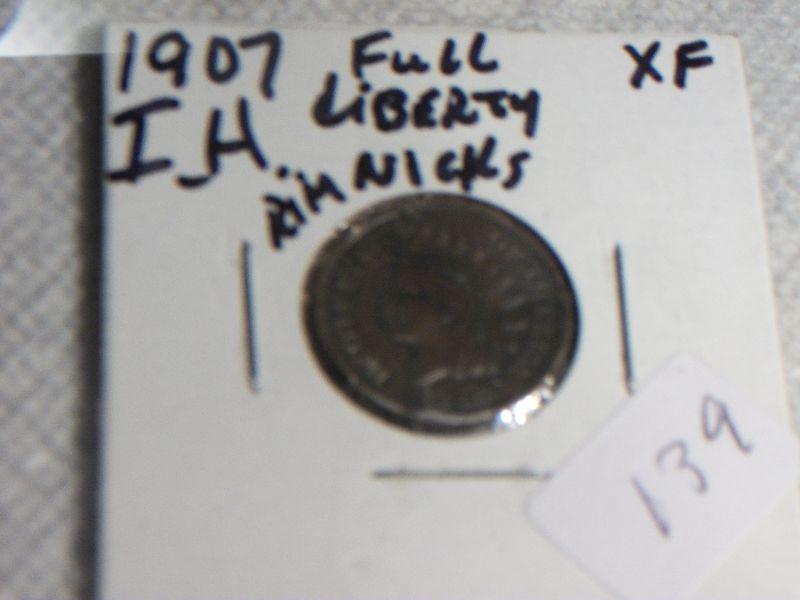 1907 FULL XF
I.H. LIBERTY
RIM NICKS
139